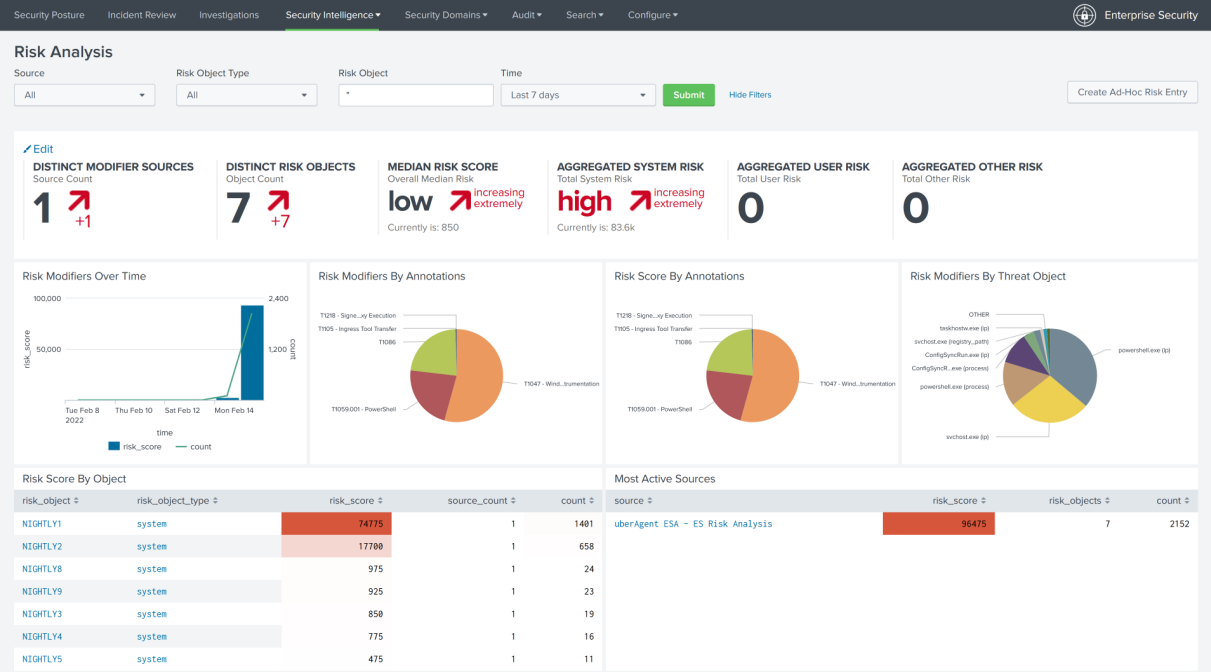 Security Posture Incident Review Investigations Security Intelligence Security Domains Audit Search Configure Enterprise Security
Risk Analysis
Source Risk Object Type Risk Object Time
All All * Last 7 days Submit Hide Filters Create Ad-Hoc Risk Entry
Edit
DISTINCT MODIFIER SOURCES
Source Count
1 +1
DISTINCT RISK OBJECTS
Object Count
7 +7
MEDIAN RISK SCORE
Overall Median Risk
low increasing
extremely
Currently is: 850
AGGREGATED SYSTEM RISK
Total System Risk
high increasing
extremely
Currently is: 83.6k
AGGREGATED USER RISK
Total User Risk
0
AGGREGATED OTHER RISK
Total Other Risk
0
Risk Modifiers Over Time
100,000 2,400
50,000 1,200
risk_score
count
Tue Feb 8 Thu Feb 10 Sat Feb 12 Mon Feb 14
2022
time
risk_score count
Risk Modifiers By Annotations
T1218 - Signe...xy Execution
T1105 - Ingress Tool Transfer
T1086
T1047 - Wind...trumentation
T1059.001 - PowerShell
Risk Score By Annotations
T1218 - Signe...xy Execution
T1105 - Ingress Tool Transfer
T1086
T1047 - Wind...trumentation
T1059.001 - PowerShell
Risk Modifiers By Threat Object
OTHER
taskhostw.exe (ip)
svchost.exe (registry_path)
powershell.exe (ip)
ConfigSyncRun.exe (ip)
ConfigSyncR...exe (process)
powershell.exe (process)
svchost.exe (ip)
Risk Score By Object
risk_object risk_object_type risk_score source_count count
NIGHTLY1 system 74775 1 1401
NIGHTLY2 system 17700 1 658
NIGHTLY8 system 975 1 24
NIGHTLY9 system 925 1 23
NIGHTLY3 system 850 1 19
NIGHTLY4 system 775 1 16
NIGHTLY5 system 475 1 11
Most Active Sources
source risk_score risk_objects count
uberAgent ESA - ES Risk Analysis 96475 7 2152